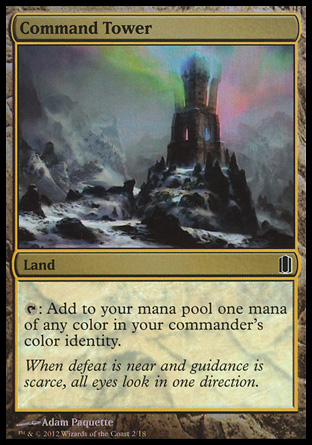 Command Tower
Land
: Add to your mana pool one mana
of any color in your commander's
color identity.
When defeat is near and guidance is
scarce, all eyes look in one direction.
Adam Paquette
™ & © 2012 Wizards of the Coast 2/18